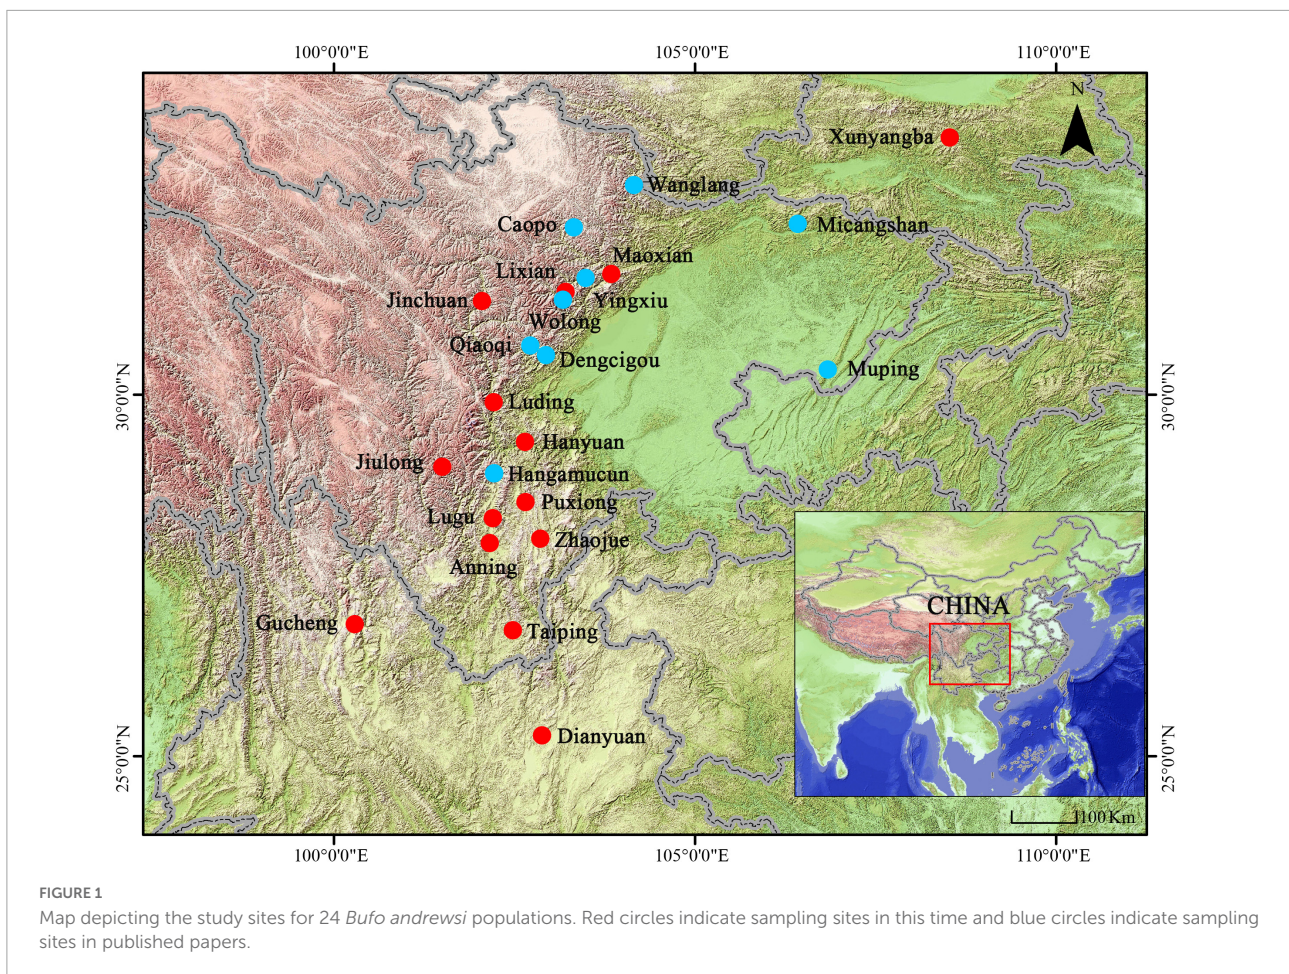 100°0'0"E 105°0'0"E 110°0'0"E
N
Xunyangba
Wanglang
Caopo
Micangshan
Maoxian
Lixian
Jinchuan
Yingxiu
Wolong
Qiaoqi
Dengcigou
Muping
30°0'0"N
30°0'0"N
Luding
Hanyuan
Jiulong
Hangamucun
Puxiong
Lugu
Zhaojue
Anning
CHINA
Gucheng
Taiping
Dianyuan
25°0'0"N
25°0'0"N
100 Km
100°0'0"E 105°0'0"E 110°0'0"E
FIGURE 1
Map depicting the study sites for 24 Bufo andrewsi populations. Red circles indicate sampling sites in this time and blue circles indicate sampling
sites in published papers.